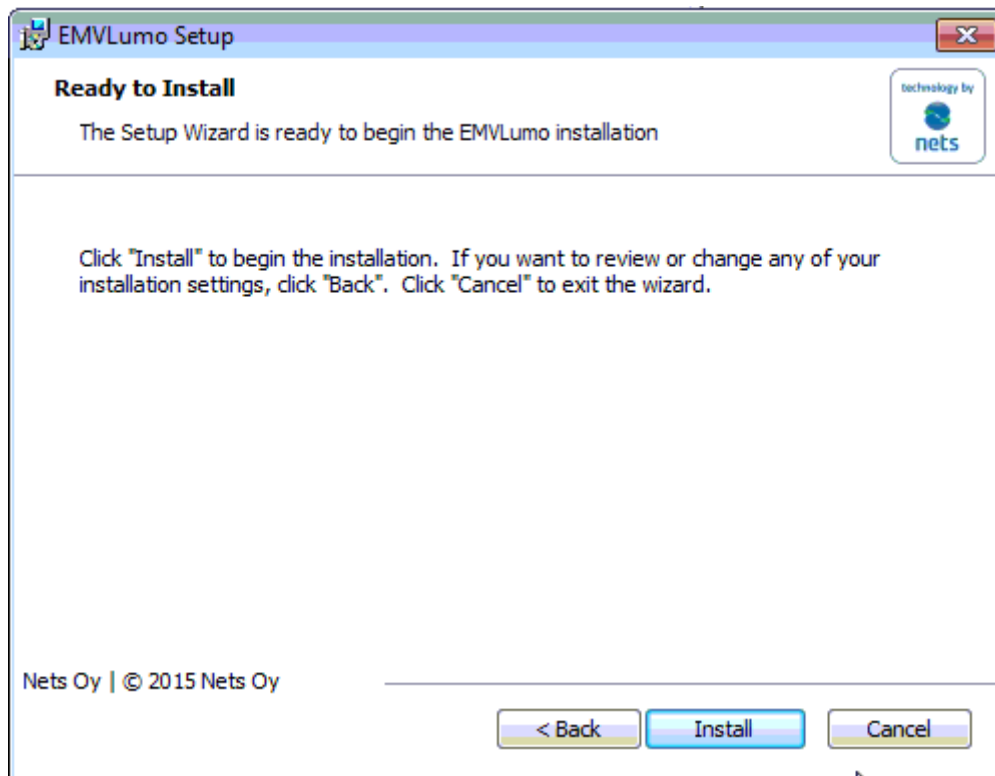 EMVLumo Setup
Ready to Install
technology by
The Setup Wizard is ready to begin the EMVLumo installation
nets
Click "Install" to begin the installation.  If you want to review or change any of your
installation settings, click "Back".  Click "Cancel" to exit the wizard.
Nets Oy | © 2015 Nets Oy
< Back
Install
Cancel